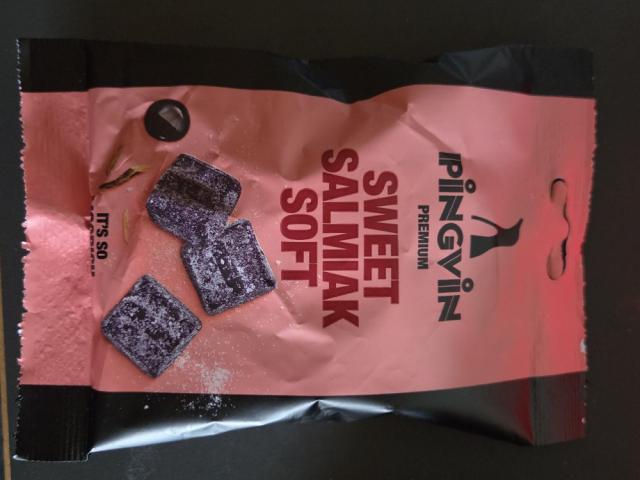 PiNGViN
PREMIUM
SWEET
SALMIAK
SOFT
IT'S SO